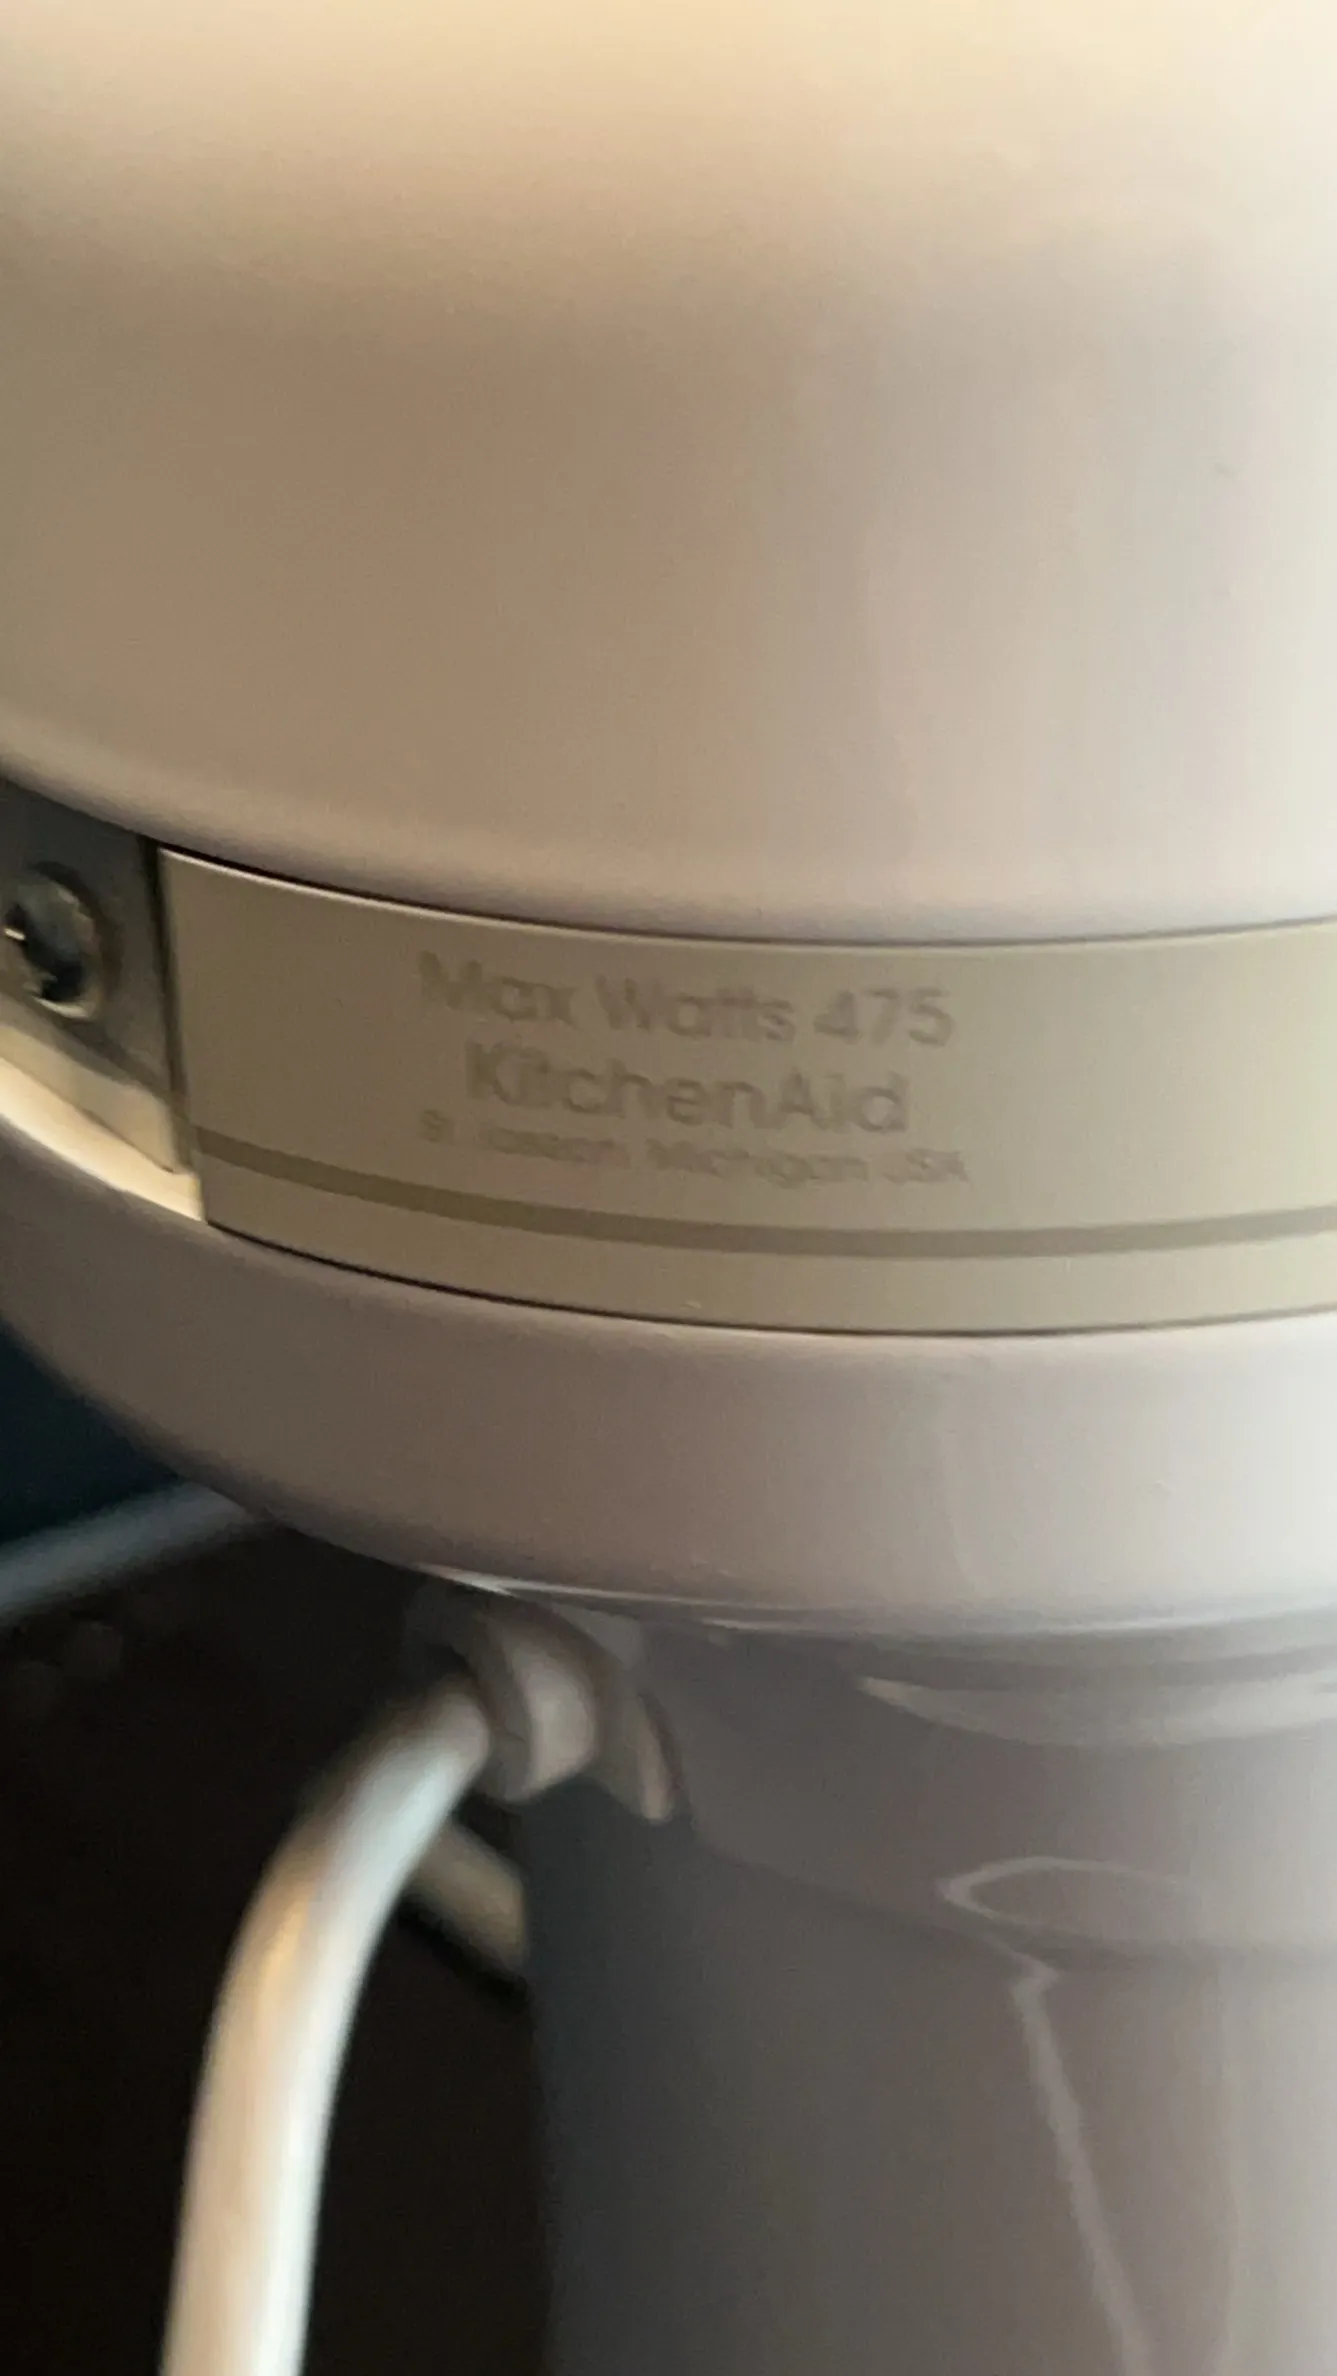 Max Watts 475
KitchenAid
St. Joseph, Michigan USA